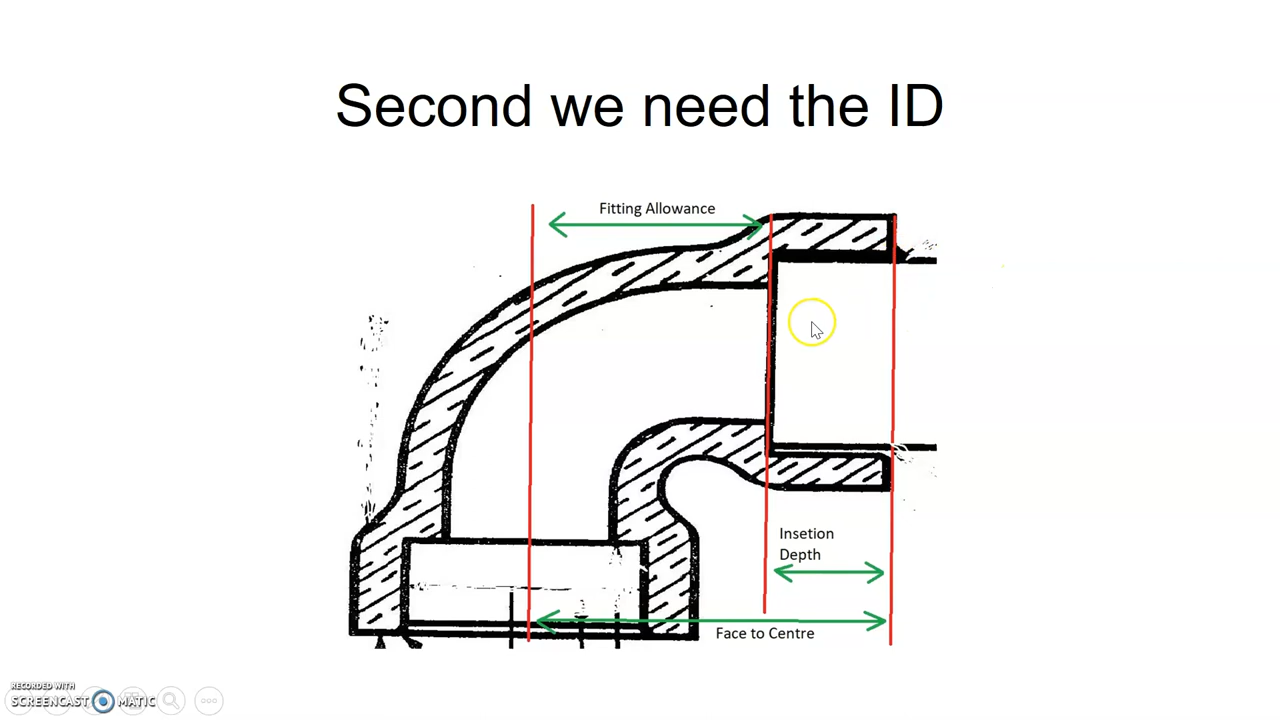 Second we need the ID
Fitting Allowance
Insetion
Depth
Face to Centre
RECORDED WITH
SCREENCAST MATIC